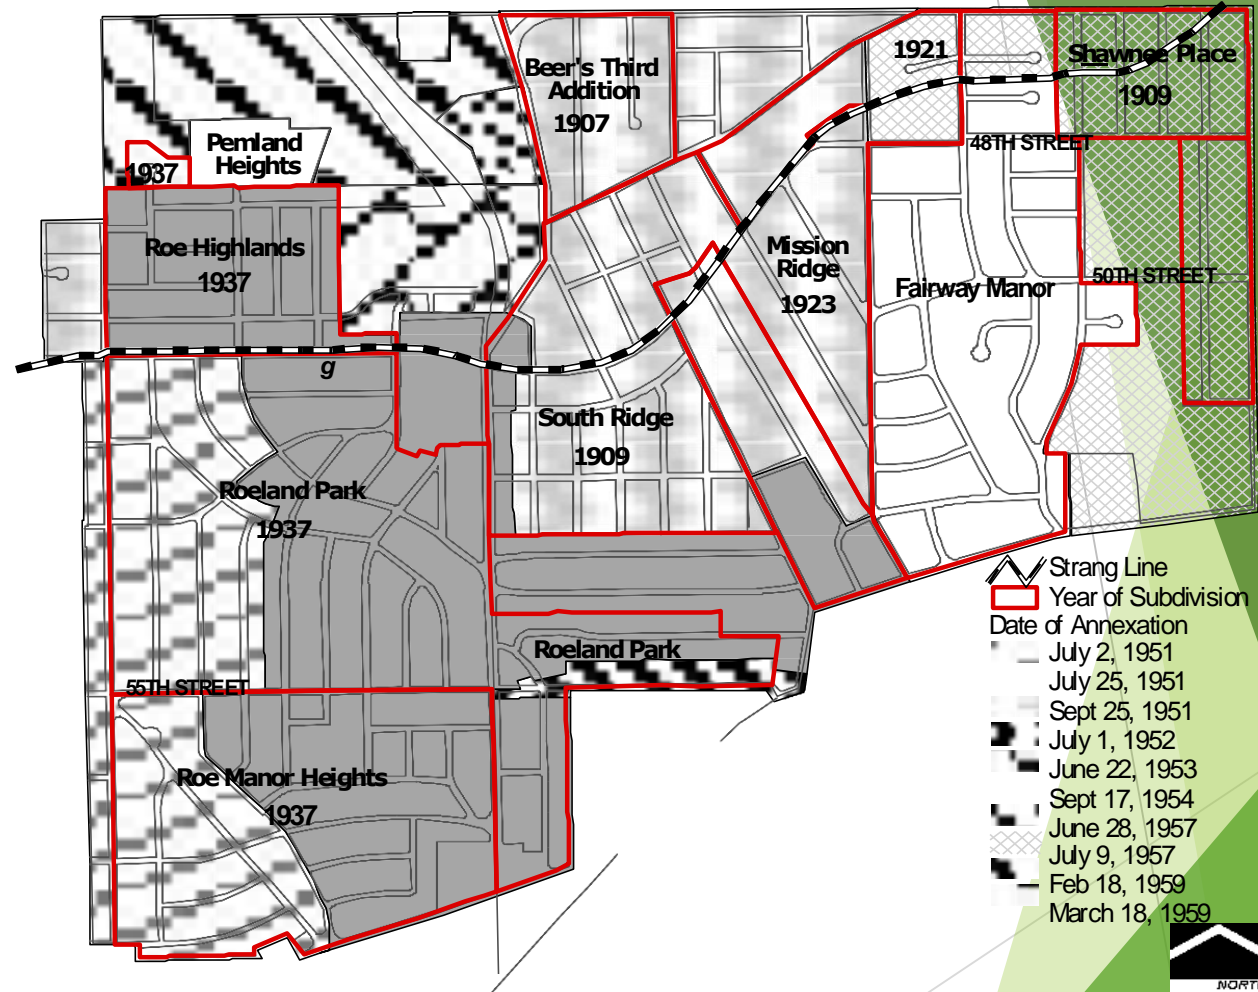 1921
Shawnee Place
1909
Beer's Third
Addition
1907
48TH STREET
Pemland
Heights
1937
Roe Highlands
1937
Mission
Ridge
1923
50TH STREET
Fairway Manor
g
South Ridge
1909
Roeland Park
1937
Roeland Park
55TH STREET
Roe Manor Heights
1937
Strang Line
Year of Subdivision
Date of Annexation
July 2, 1951
July 25, 1951
Sept 25, 1951
July 1, 1952
June 22, 1953
Sept 17, 1954
June 28, 1957
July 9, 1957
Feb 18, 1959
March 18, 1959
NORT